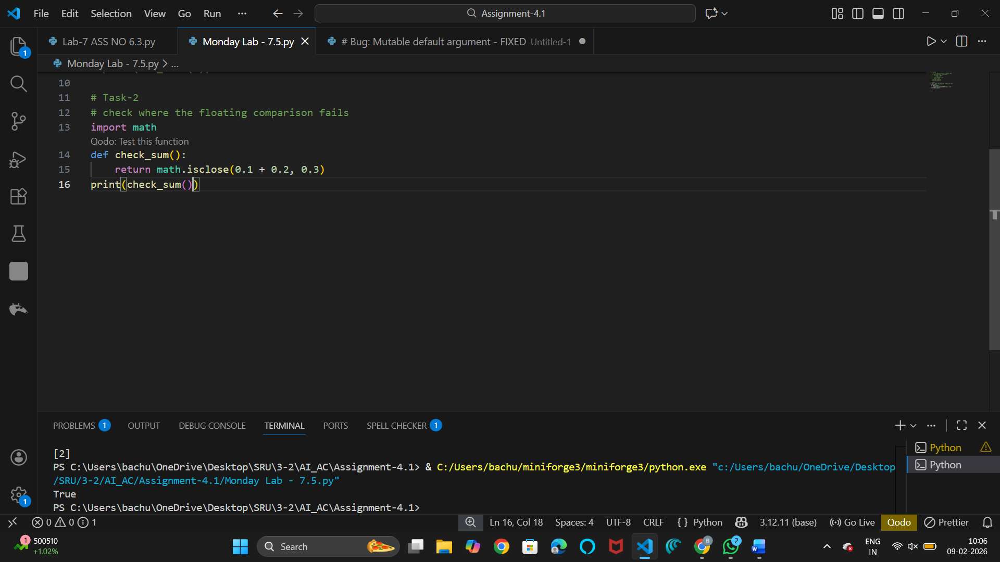 File Edit Selection View Go Run ··· Assignment-4.1
Lab-7 ASS NO 6.3.py Monday Lab - 7.5.py # Bug: Mutable default argument - FIXED Untitled-1
Monday Lab - 7.5.py > ...
10
11 # Task-2
12 # check where the floating comparison fails
13 import math
Qodo: Test this function
14 def check_sum():
15 return math.isclose(0.1 + 0.2, 0.3)
16 print(check_sum())
PROBLEMS 1 OUTPUT DEBUG CONSOLE TERMINAL PORTS SPELL CHECKER 1
[2]
PS C:\Users\bachu\OneDrive\Desktop\SRU\3-2\AI_AC\Assignment-4.1> & C:/Users/bachu/miniforge3/miniforge3/python.exe "c:/Users/bachu/OneDrive/Desktop
/SRU/3-2/AI_AC/Assignment-4.1/Monday Lab - 7.5.py"
True
PS C:\Users\bachu\OneDrive\Desktop\SRU\3-2\AI_AC\Assignment-4.1>
Python
Python
1
1
0 0 1 Ln 16, Col 18 Spaces: 4 UTF-8 CRLF { } Python 3.12.11 (base) Go Live Qodo Prettier
1 500510
+1.02%
Search
B
2
W
ENG
IN
10:06
09-02-2026